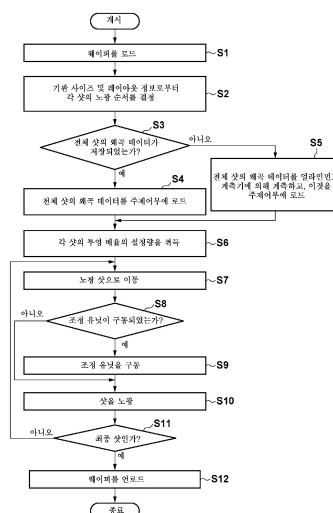 개시
웨이퍼를 로드
S1
기판 사이즈 및 레이아웃 정보로부터
각 샷의 노광 순서를 결정
S2
S3
전체 샷의 왜곡 데이터가
저장되었는가?
아니오
예
S4
전체 샷의 왜곡 데이터를 주제어부에 로드
S5
전체 샷의 왜곡 데이터를 얼라인먼트
계측기에 의해 계측하고, 이것을
주제어부에 로드
각 샷의 투영 배율의 설정량을 취득
S6
노광 샷으로 이동
S7
S8
아니오
조정 유닛이 구동되었는가?
예
조정 유닛을 구동
S9
샷을 노광
S10
S11
아니오
최종 샷인가?
예
웨이퍼를 언로드
S12
종료